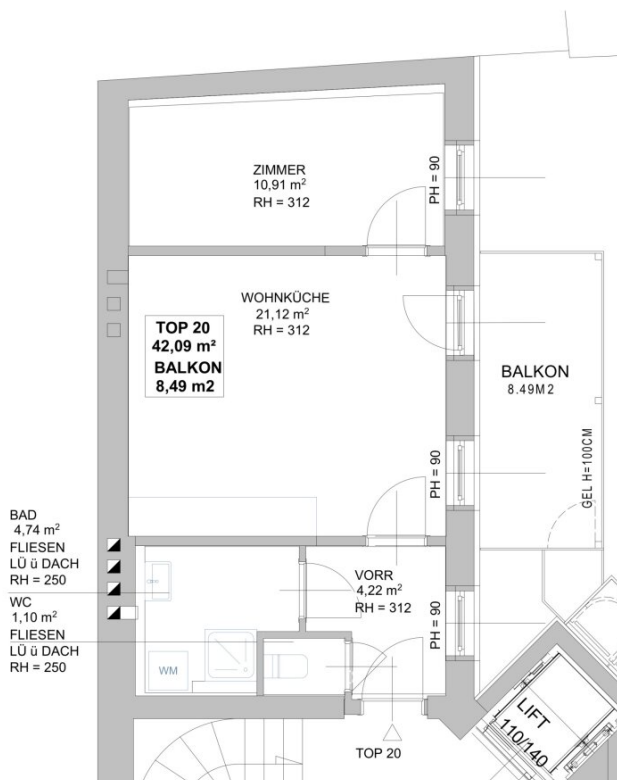 ZIMMER
10,91 m²
RH = 312
PH = 90
WOHNKÜCHE
21,12 m²
RH = 312
TOP 20
42,09 m²
BALKON
8,49 m2
BALKON
8.49M2
GEL H=100CM
PH = 90
BAD
4,74 m²
FLIESEN
LÜ ü DACH
RH = 250
WC
1,10 m²
FLIESEN
LÜ ü DACH
RH = 250
VORR
4,22 m²
RH = 312
PH = 90
WM
LIFT
110/140
TOP 20